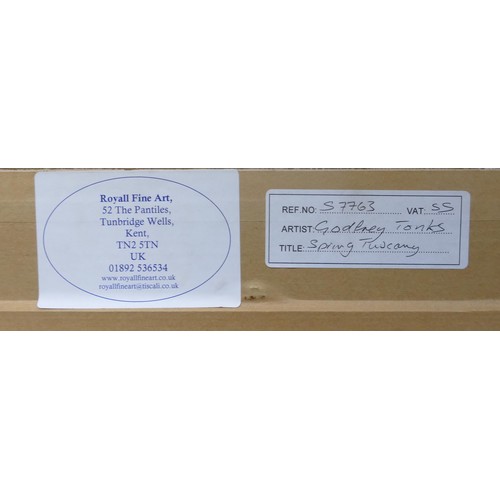 Royall Fine Art,
52 The Pantiles,
Tunbridge Wells,
Kent,
TN2 5TN
UK
01892 536534
www.royallfineart.co.uk
royallfineart@tiscali.co.uk
REF.NO: S7763 VAT: SS
ARTIST: Godfrey Tonks
TITLE: Spring Tuscany